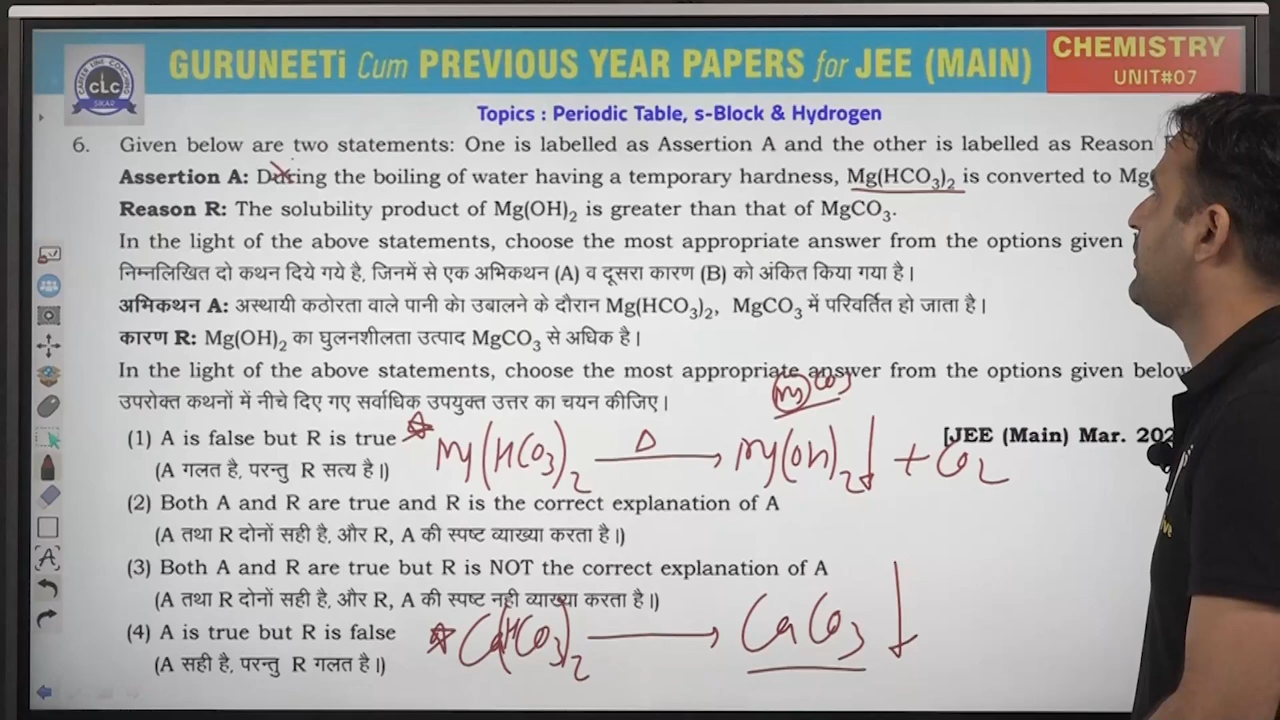 CLC
SIKAR
GURUNEETi Cum PREVIOUS YEAR PAPERS for JEE (MAIN)
CHEMISTRY
UNIT#07
Topics : Periodic Table, s-Block & Hydrogen
6. Given below are two statements: One is labelled as Assertion A and the other is labelled as Reason
Assertion A: During the boiling of water having a temporary hardness, Mg(HCO₃)₂ is converted to
Reason R: The solubility product of Mg(OH)₂ is greater than that of MgCO₃.
In the light of the above statements, choose the most appropriate answer from the options given
निम्नलिखित दो कथन दिये गये है, जिनमें से एक अभिकथन (A) व दूसरा कारण (B) को अंकित किया गया है।
अभिकथन A: अस्थायी कठोरता वाले पानी केा उबालने के दौरान Mg(HCO₃)₂, MgCO₃ में परिवर्तित हो जाता है।
कारण R: Mg(OH)₂ का घुलनशीलता उत्पाद MgCO₃ से अधिक है।
In the light of the above statements, choose the most appropriate answer from the options given below
उपरोक्त कथनों में नीचे दिए गए सर्वाधिक उपयुक्त उत्तर का चयन कीजिए।
MgCO₃
(1) A is false but R is true
[JEE (Main) Mar. 202
Mg(HCO₃)₂ —Δ→ Mg(OH)₂↓ + CO₂
(A गलत है, परन्तु R सत्य है।)
(2) Both A and R are true and R is the correct explanation of A
(A तथा R दोनों सही है, और R, A की स्पष्ट व्याख्या करता है।)
(3) Both A and R are true but R is NOT the correct explanation of A
(A तथा R दोनों सही है, और R, A की स्पष्ट नही व्याख्या करता है।)
(4) A is true but R is false
Ca(HCO₃)₂ → CaCO₃↓
(A सही है, परन्तु R गलत है।)